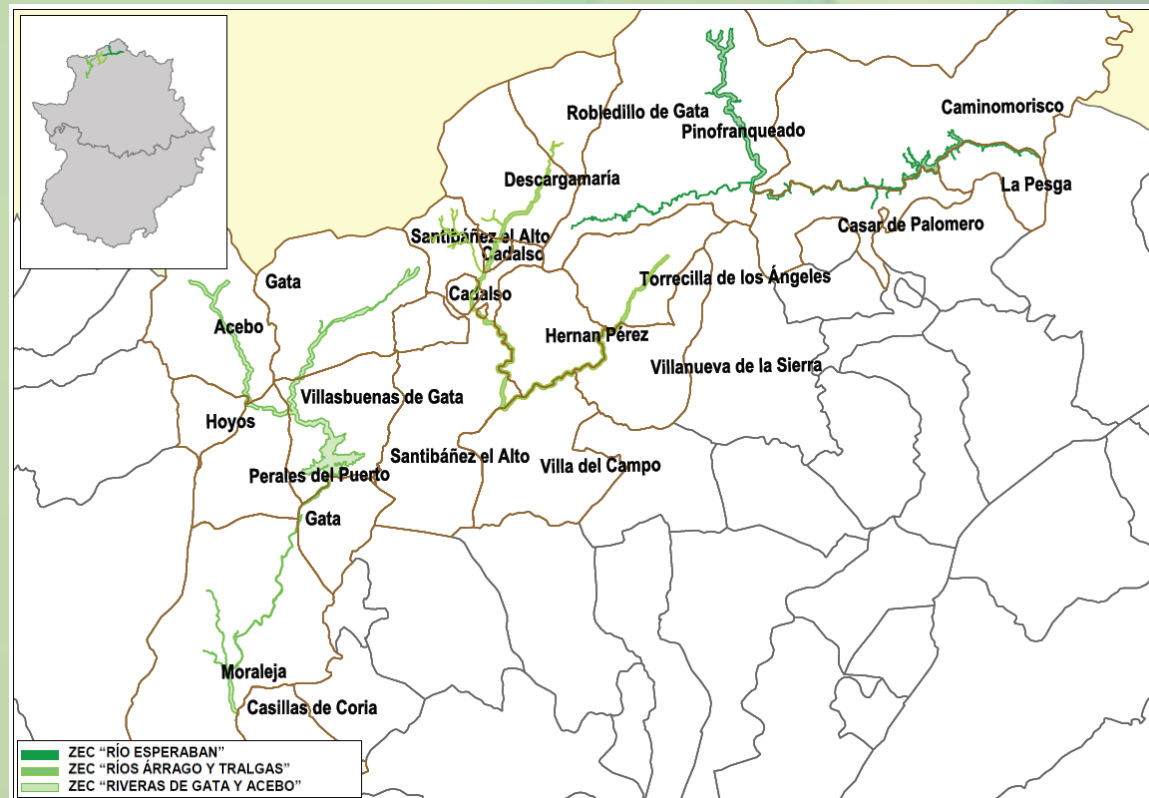 Caminomorisco
Robledillo de Gata
Pinofranqueado
Descargamaría
La Pesga
Casar de Palomero
Santibáñez el Alto
Cadalso
Gata
Torrecilla de los Ángeles
Cadalso
Acebo
Hernan Pérez
Villanueva de la Sierra
Villasbuenas de Gata
Hoyos
Santibáñez el Alto
Villa del Campo
Perales del Puerto
Gata
Moraleja
Casillas de Coria
ZEC “RÍO ESPERABAN”
ZEC “RÍOS ÁRRAGO Y TRALGAS”
ZEC “RIVERAS DE GATA Y ACEBO”